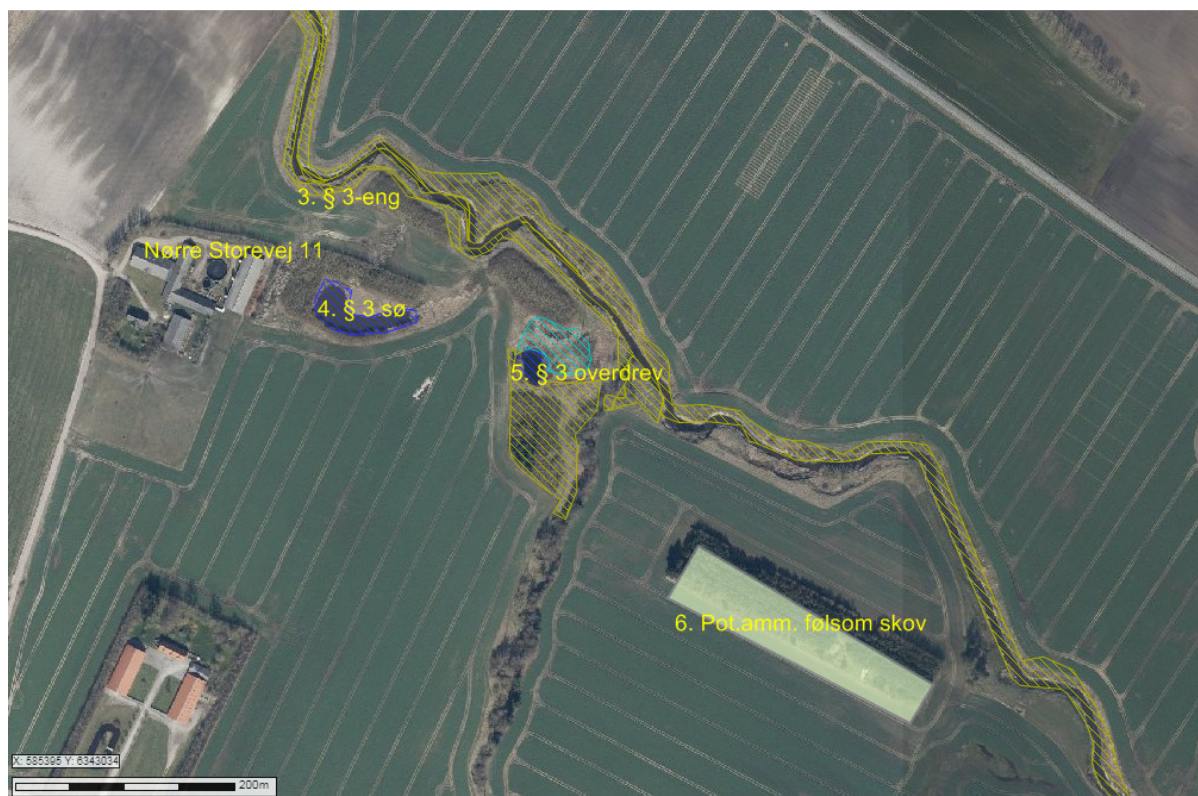 3. § 3-eng
Nørre Storevej 11
4. § 3 sø
5. § 3 overdrev
6. Pot.amm. følsom skov
X: 585395 Y: 6343034
200m